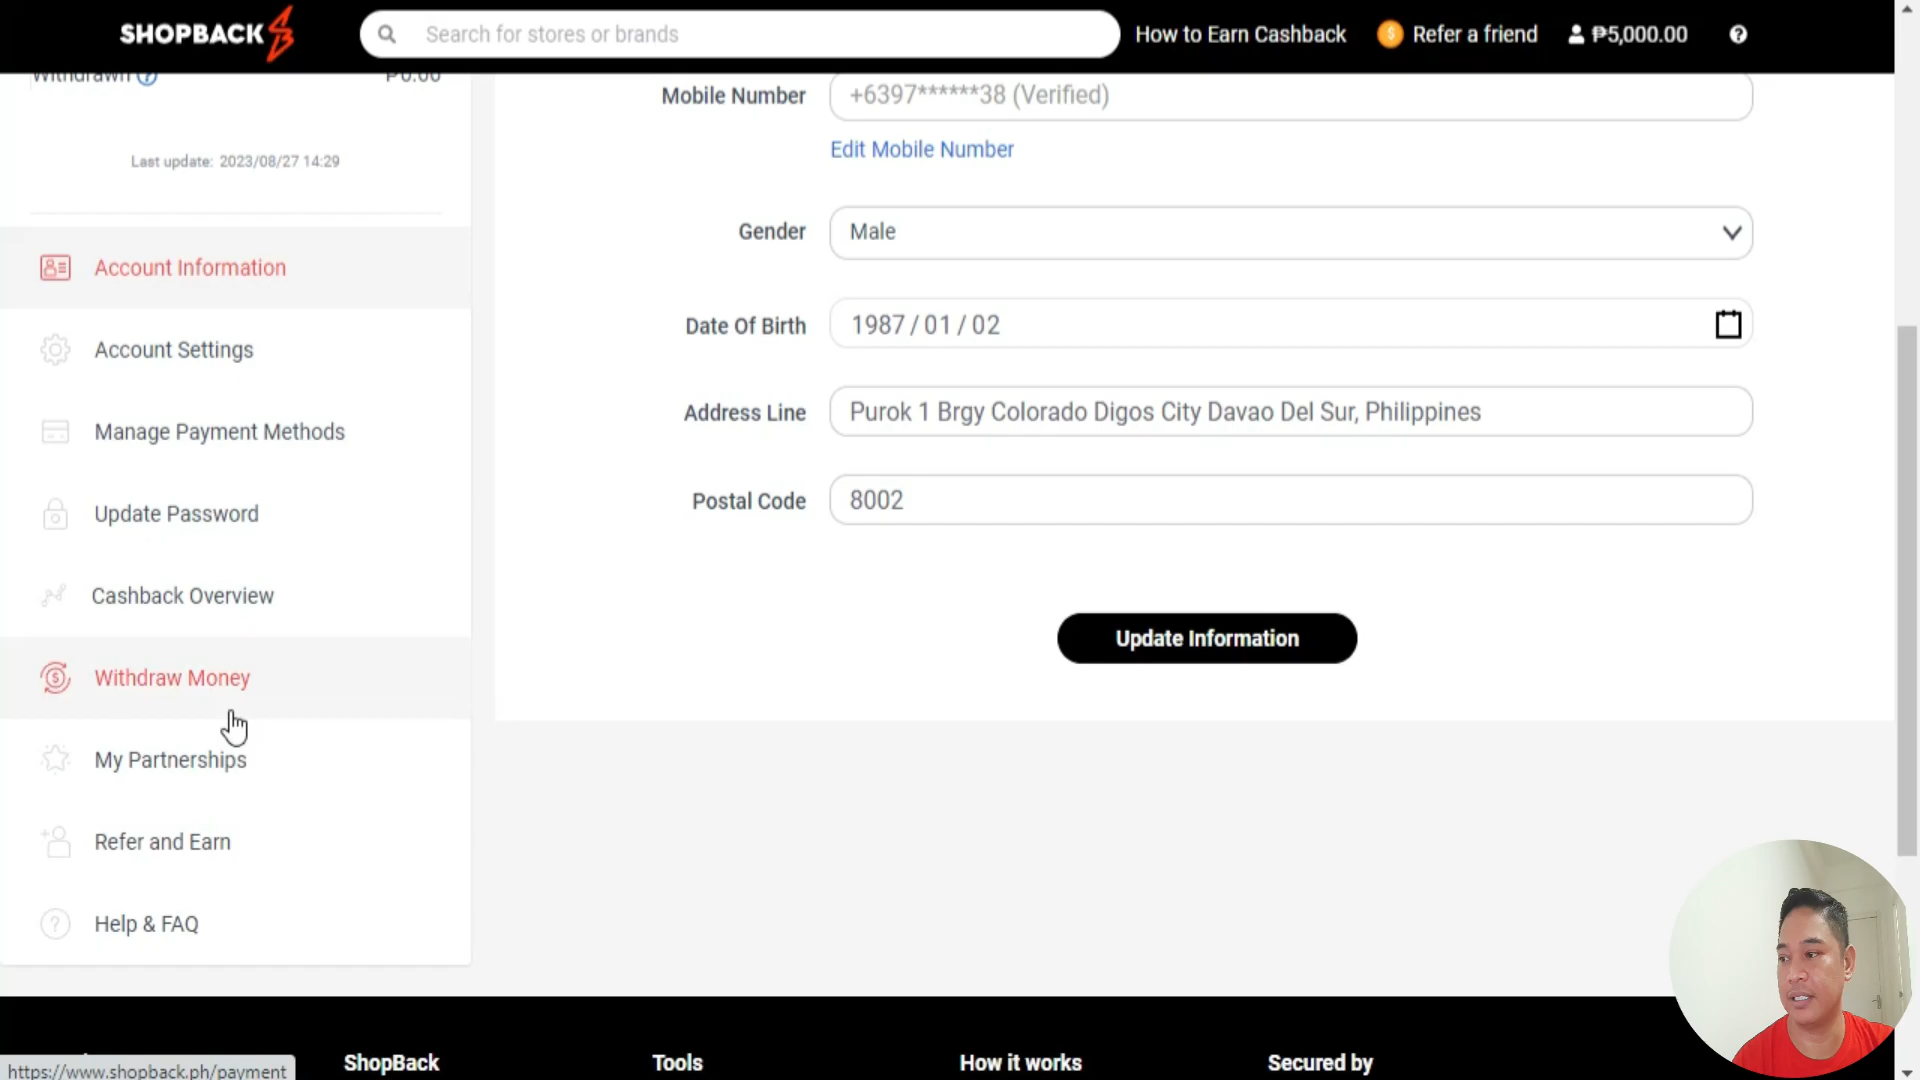 SHOPBACK
Search for stores or brands
How to Earn Cashback
Refer a friend
₱5,000.00
Withdrawn
₱0.00
Last update: 2023/08/27 14:29
Account Information
Account Settings
Manage Payment Methods
Update Password
Cashback Overview
Withdraw Money
My Partnerships
Refer and Earn
Help & FAQ
Mobile Number
+6397******38 (Verified)
Edit Mobile Number
Gender
Male
Date Of Birth
1987 / 01 / 02
Address Line
Purok 1 Brgy Colorado Digos City Davao Del Sur, Philippines
Postal Code
8002
Update Information
ShopBack
Tools
How it works
Secured by
https://www.shopback.ph/payment